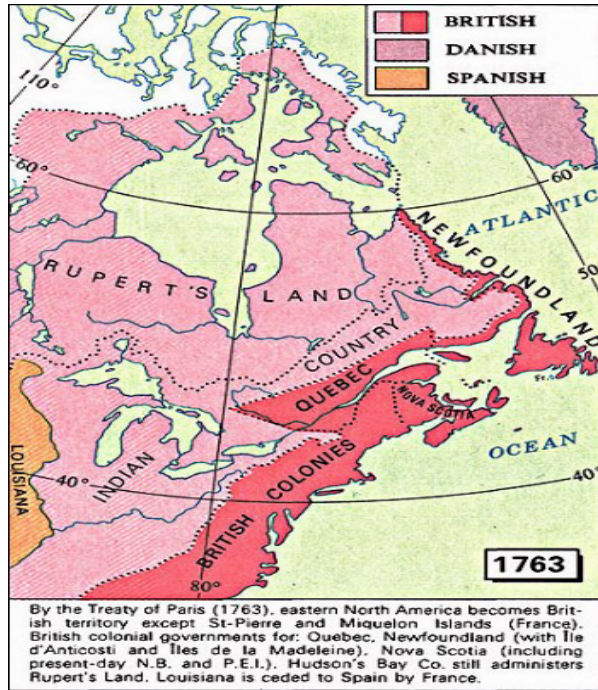 BRITISH
DANISH
SPANISH
110°
60°
60°
ATLANTIC
NEWFOUNDLAND
50
RUPERT'S LAND
COUNTRY
QUEBEC
NOVA SCOTIA
Fr.
LOUISIANA
INDIAN
BRITISH COLONIES
OCEAN
40°
40°
80°
1763
By the Treaty of Paris (1763), eastern North America becomes Brit-
ish territory except St-Pierre and Miquelon Islands (France).
British colonial governments for: Quebec, Newfoundland (with Île
d'Anticosti and Îles de la Madeleine), Nova Scotia (including
present-day N.B. and P.E.I.). Hudson's Bay Co. still administers
Rupert's Land. Louisiana is ceded to Spain by France.